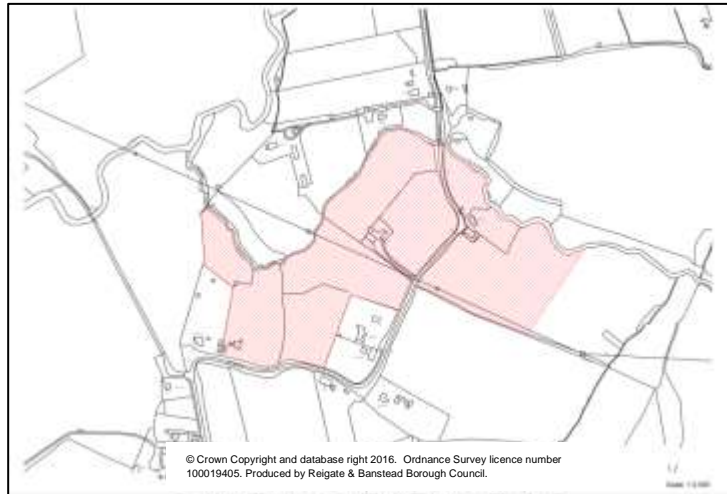 © Crown Copyright and database right 2016. Ordnance Survey licence number
100019405. Produced by Reigate & Banstead Borough Council.